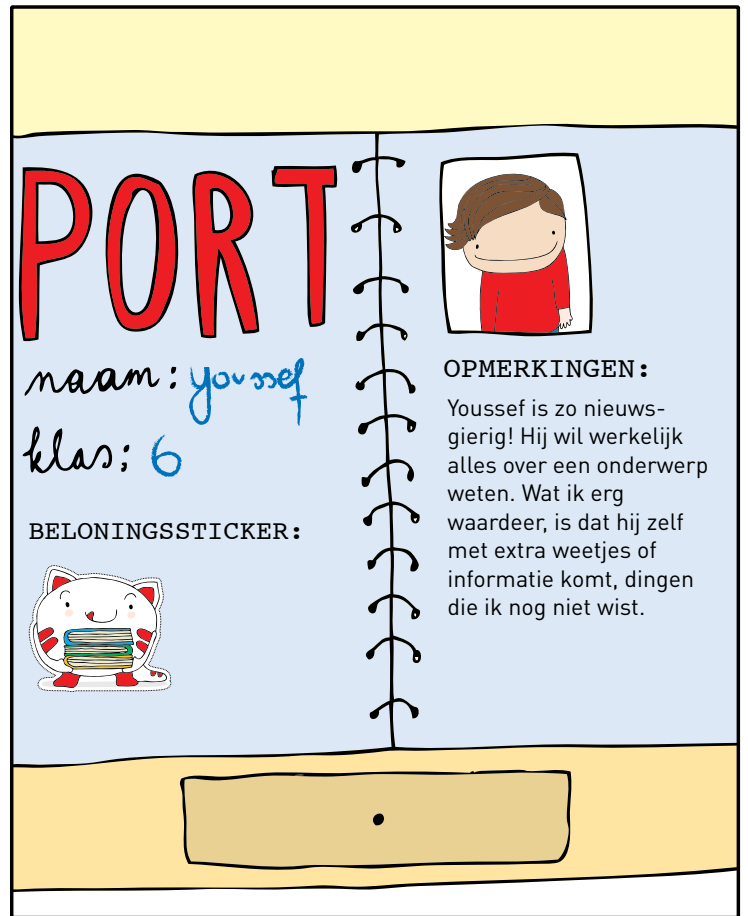 PORT
naam: youssef
klas: 6
BELONINGSSTICKER:
OPMERKINGEN:
Youssef is zo nieuws-
gierig! Hij wil werkelijk
alles over een onderwerp
weten. Wat ik erg
waardeer, is dat hij zelf
met extra weetjes of
informatie komt, dingen
die ik nog niet wist.